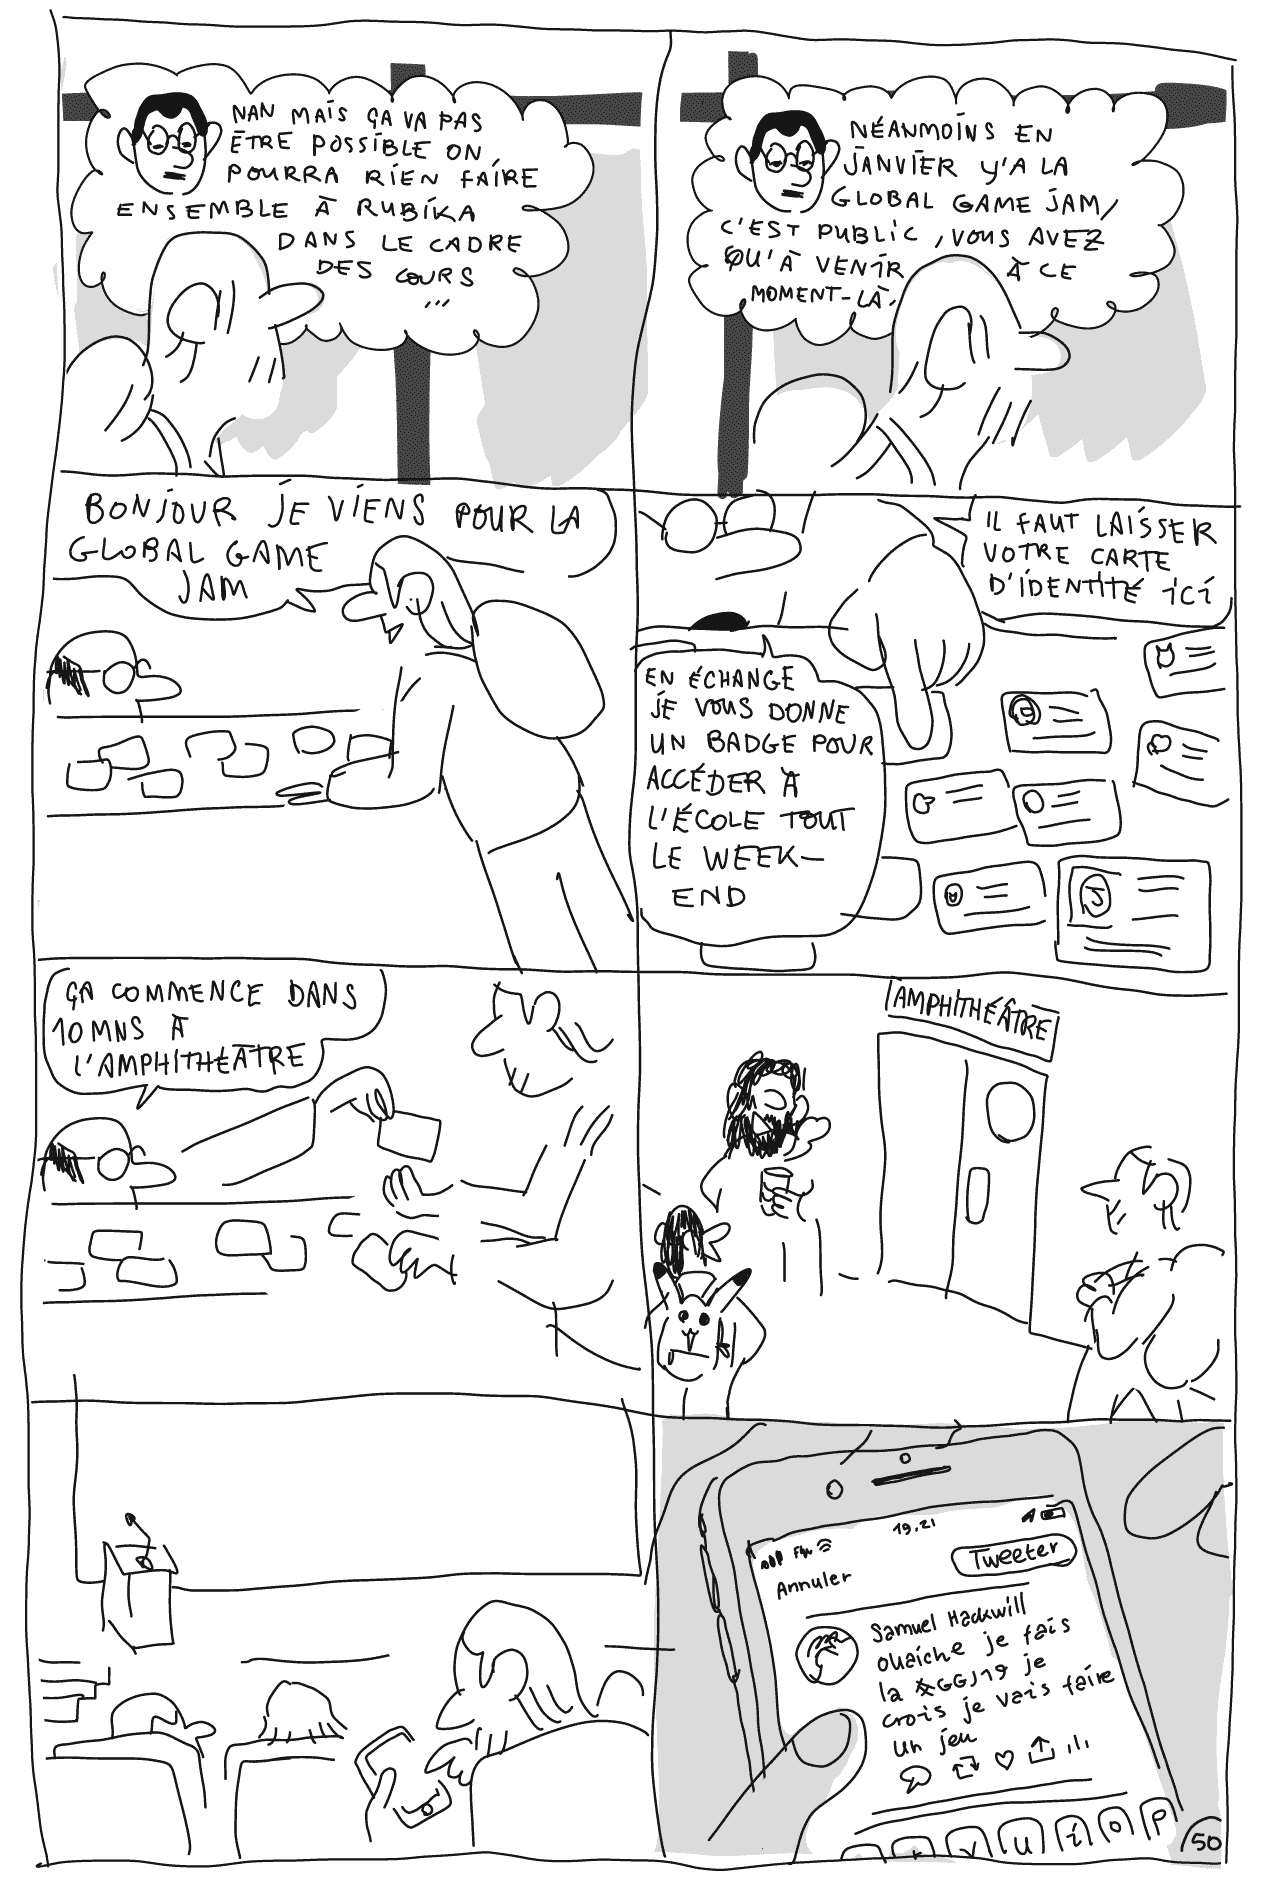 NAN MAIS ÇA VA PAS
ÊTRE POSSIBLE ON
POURRA RIEN FAIRE
ENSEMBLE À RUBIKA
DANS LE CADRE
DES COURS
...
NÉANMOINS EN
JANVIER Y'A LA
GLOBAL GAME JAM,
C'EST PUBLIC, VOUS AVEZ
QU'À VENIR À CE
MOMENT-LÀ.
BONJOUR JE VIENS POUR LA
GLOBAL GAME
JAM
IL FAUT LAISSER
VOTRE CARTE
D'IDENTITÉ ICI
EN ÉCHANGE
JE VOUS DONNE
UN BADGE POUR
ACCÉDER À
L'ÉCOLE TOUT
LE WEEK-
END
ÇA COMMENCE DANS
10 MNS À
L'AMPHITHÉÂTRE
AMPHITHÉÂTRE
19.21
Annuler
Tweeter
Samuel Hackwill
ouaiche je fais
la #GGJ19 je
crois je vais faire
un jeu
U I O P
50